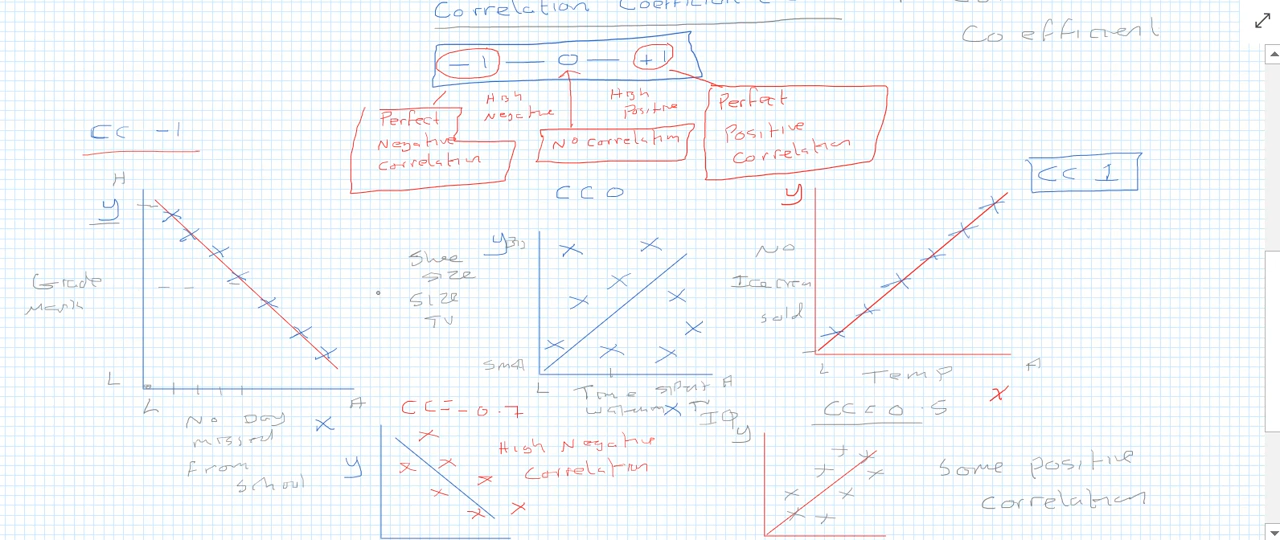 Correlation Coefficient
Coefficient
-1 — 0 — +1
High
Negative
High
Positive
Perfect
Negative
Correlation
No Correlation
Perfect
Positive
Correlation
CC -1
CC 0
CC 1
H
y
Grade
Mark
L
L
A
No Day
missed
From
school
x
Shoe
size
size
TV
y
Small
L
A
Time spent
watching TV
x
IQ
y
No
Icecream
sold
L
Temp
x
CC = -0.7
y
High Negative
Correlation
CC = 0.5
y
Some positive
correlation